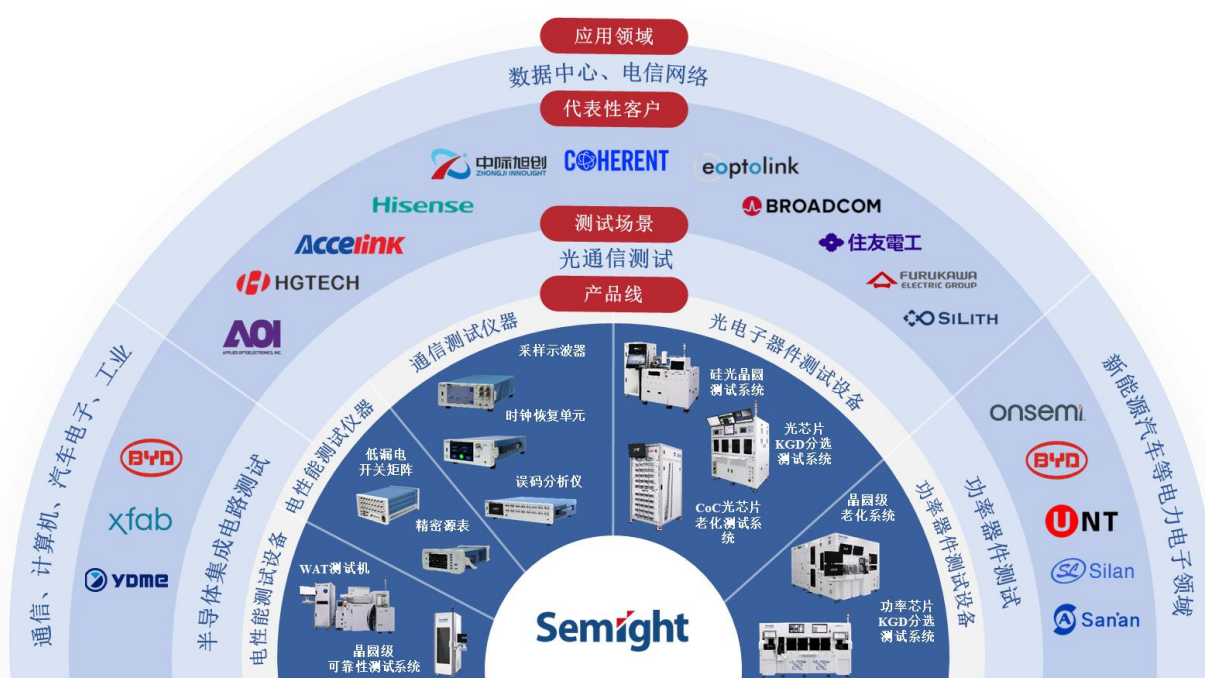 应用领域
数据中心、电信网络
代表性客户
中际旭创
ZHONGJI INNOLIGHT
COHERENT
eoptolink
Hisense
BROADCOM
Accelink
住友電工
HGTECH
FURUKAWA
ELECTRIC GROUP
AOI
APPLIED OPTOELECTRONICS, INC.
SILITH
测试场景
光通信测试
产品线
通信测试仪器
采样示波器
时钟恢复单元
误码分析仪
光电子器件测试设备
硅光晶圆
测试系统
光芯片
KGD分选
测试系统
CoC光芯片
老化测试系
统
通信、计算机、汽车电子、工业
BYD
xfab
YDME
半导体集成电路测试
电性能测试仪器
低漏电
开关矩阵
精密源表
电性能测试设备
WAT测试机
晶圆级
可靠性测试系统
新能源汽车等电力电子领域
onsemi
BYD
UNT
SL Silan
San'an
功率器件测试
功率器件测试设备
晶圆级
老化系统
功率芯片
KGD分选
测试系统
Semight